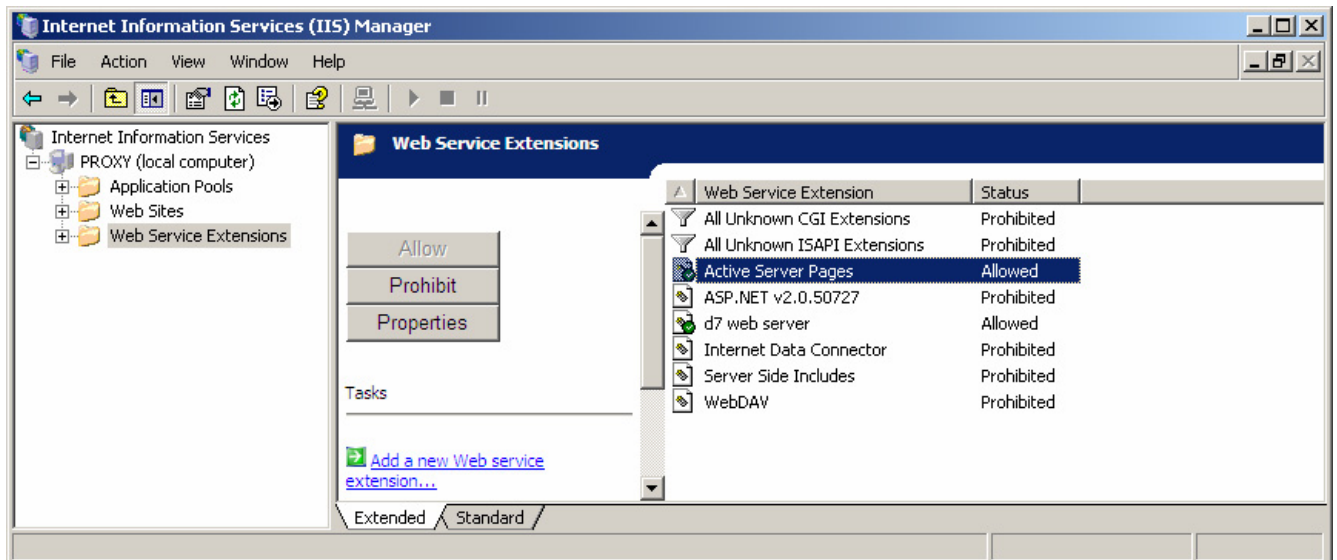 Internet Information Services (IIS) Manager
File Action View Window Help
Internet Information Services
PROXY (local computer)
Application Pools
Web Sites
Web Service Extensions
Web Service Extensions
Allow
Prohibit
Properties
Tasks
Add a new Web service
extension...
Web Service Extension Status
All Unknown CGI Extensions Prohibited
All Unknown ISAPI Extensions Prohibited
Active Server Pages Allowed
ASP.NET v2.0.50727 Prohibited
d7 web server Allowed
Internet Data Connector Prohibited
Server Side Includes Prohibited
WebDAV Prohibited
Extended Standard